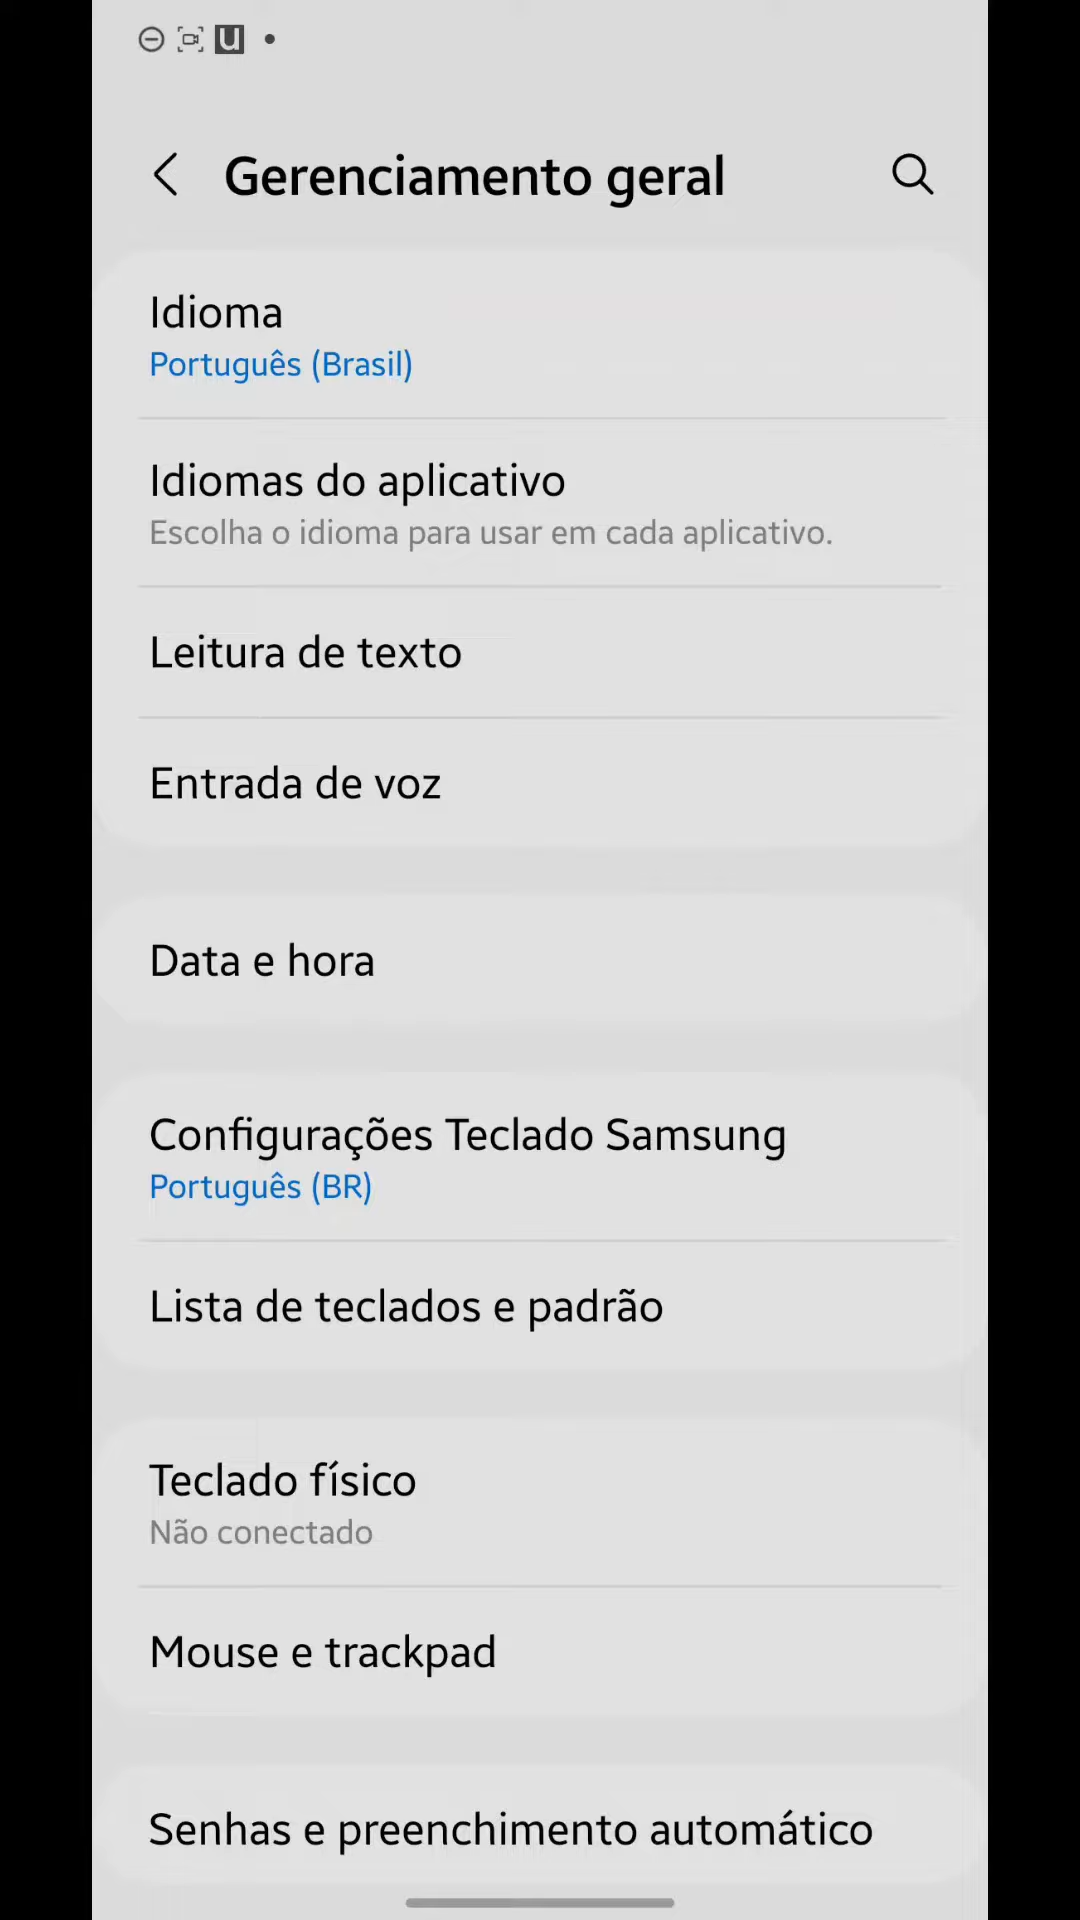 Gerenciamento geral
Idioma
Português (Brasil)
Idiomas do aplicativo
Escolha o idioma para usar em cada aplicativo.
Leitura de texto
Entrada de voz
Data e hora
Configurações Teclado Samsung
Português (BR)
Lista de teclados e padrão
Teclado físico
Não conectado
Mouse e trackpad
Senhas e preenchimento automático